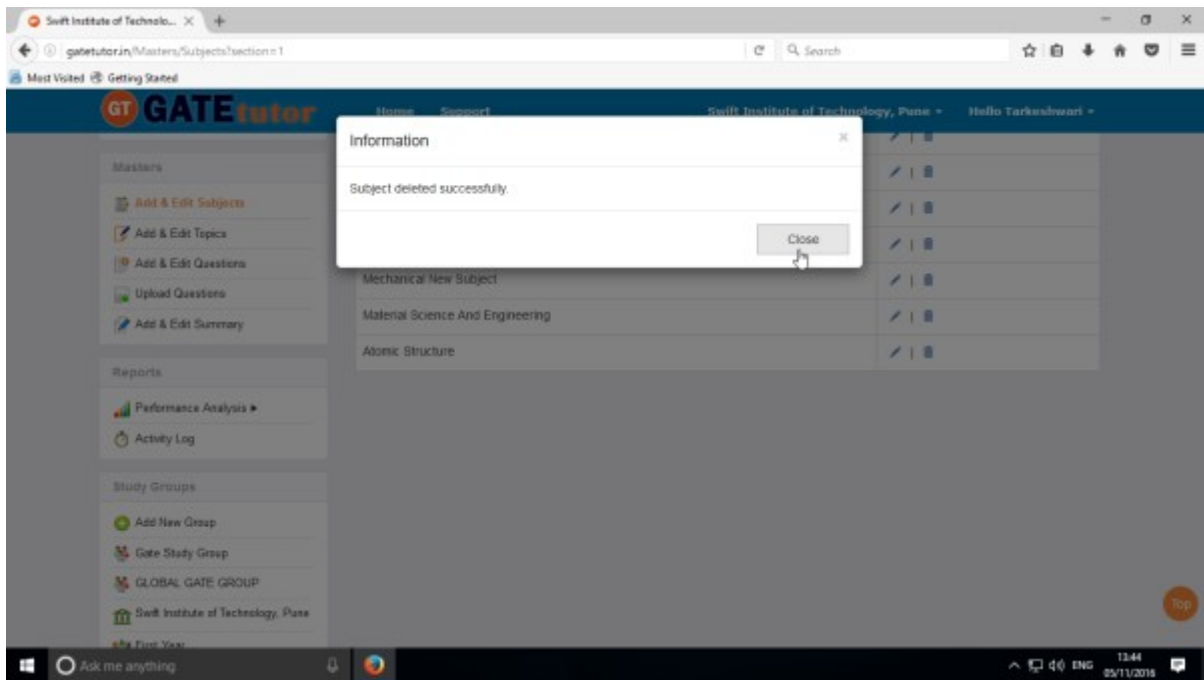 Swift Institute of Technolo...
gatetutor.in/Masters/Subjects?section=1
Search
Most Visited
Getting Started
GT GATEtutor
Home
Support
Swift Institute of Technology, Pune
Hello Tarkeshwari
Information
Subject deleted successfully.
Close
Masters
Add & Edit Subjects
Add & Edit Topics
Add & Edit Questions
Upload Questions
Add & Edit Summary
Reports
Performance Analysis
Activity Log
Study Groups
Add New Group
Gate Study Group
GLOBAL GATE GROUP
Swift Institute of Technology, Pune
First Year
Mechanical New Subject
Material Science And Engineering
Atomic Structure
Top
Ask me anything
ENG
13:44
05/11/2016